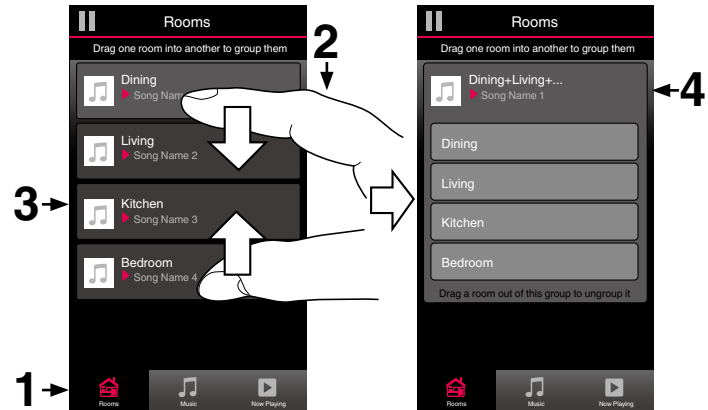 Rooms
Drag one room into another to group them
2
Dining
Song Nam
Living
Song Name 2
3
Kitchen
Song Name 3
Bedroom
Song Name 4
1
Rooms
Music
Now Playing
Rooms
Drag one room into another to group them
Dining+Living+...
Song Name 1
4
Dining
Living
Kitchen
Bedroom
Drag a room out of this group to ungroup it
Rooms
Music
Now Playing